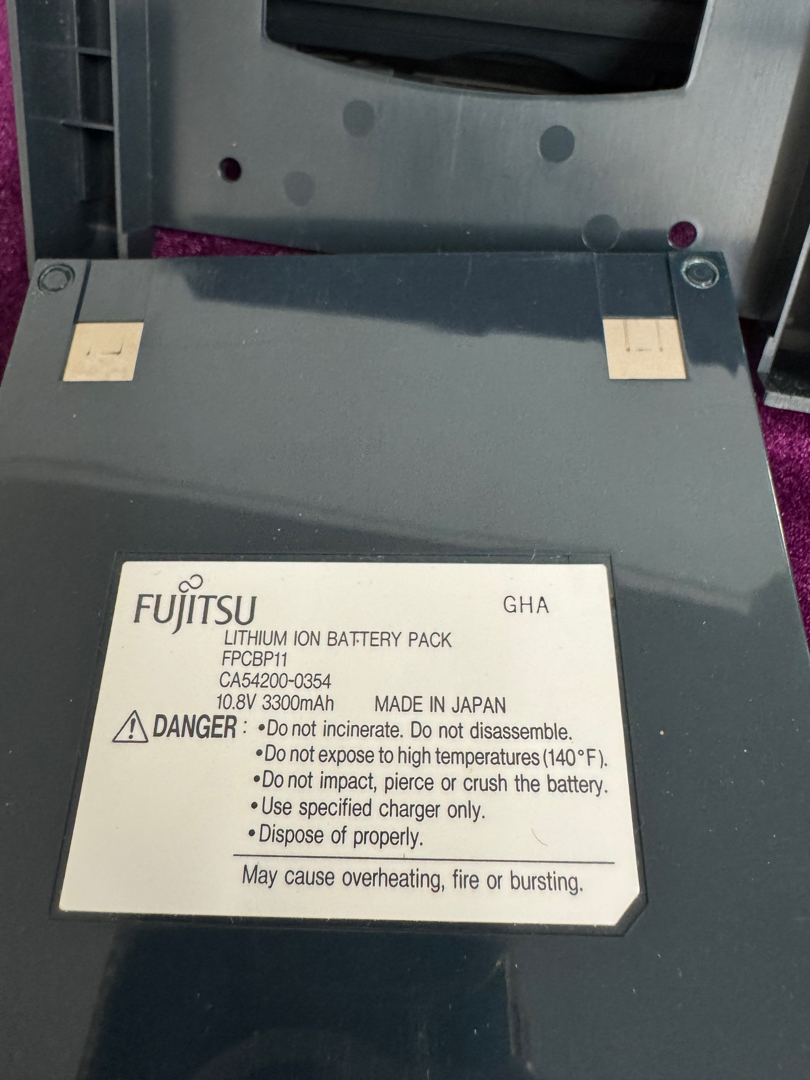 FUJITSU GHA
LITHIUM ION BATTERY PACK
FPCBP11
CA54200-0354
10.8V 3300mAh MADE IN JAPAN
DANGER : •Do not incinerate. Do not disassemble.
•Do not expose to high temperatures (140°F).
•Do not impact, pierce or crush the battery.
•Use specified charger only.
•Dispose of properly.
May cause overheating, fire or bursting.